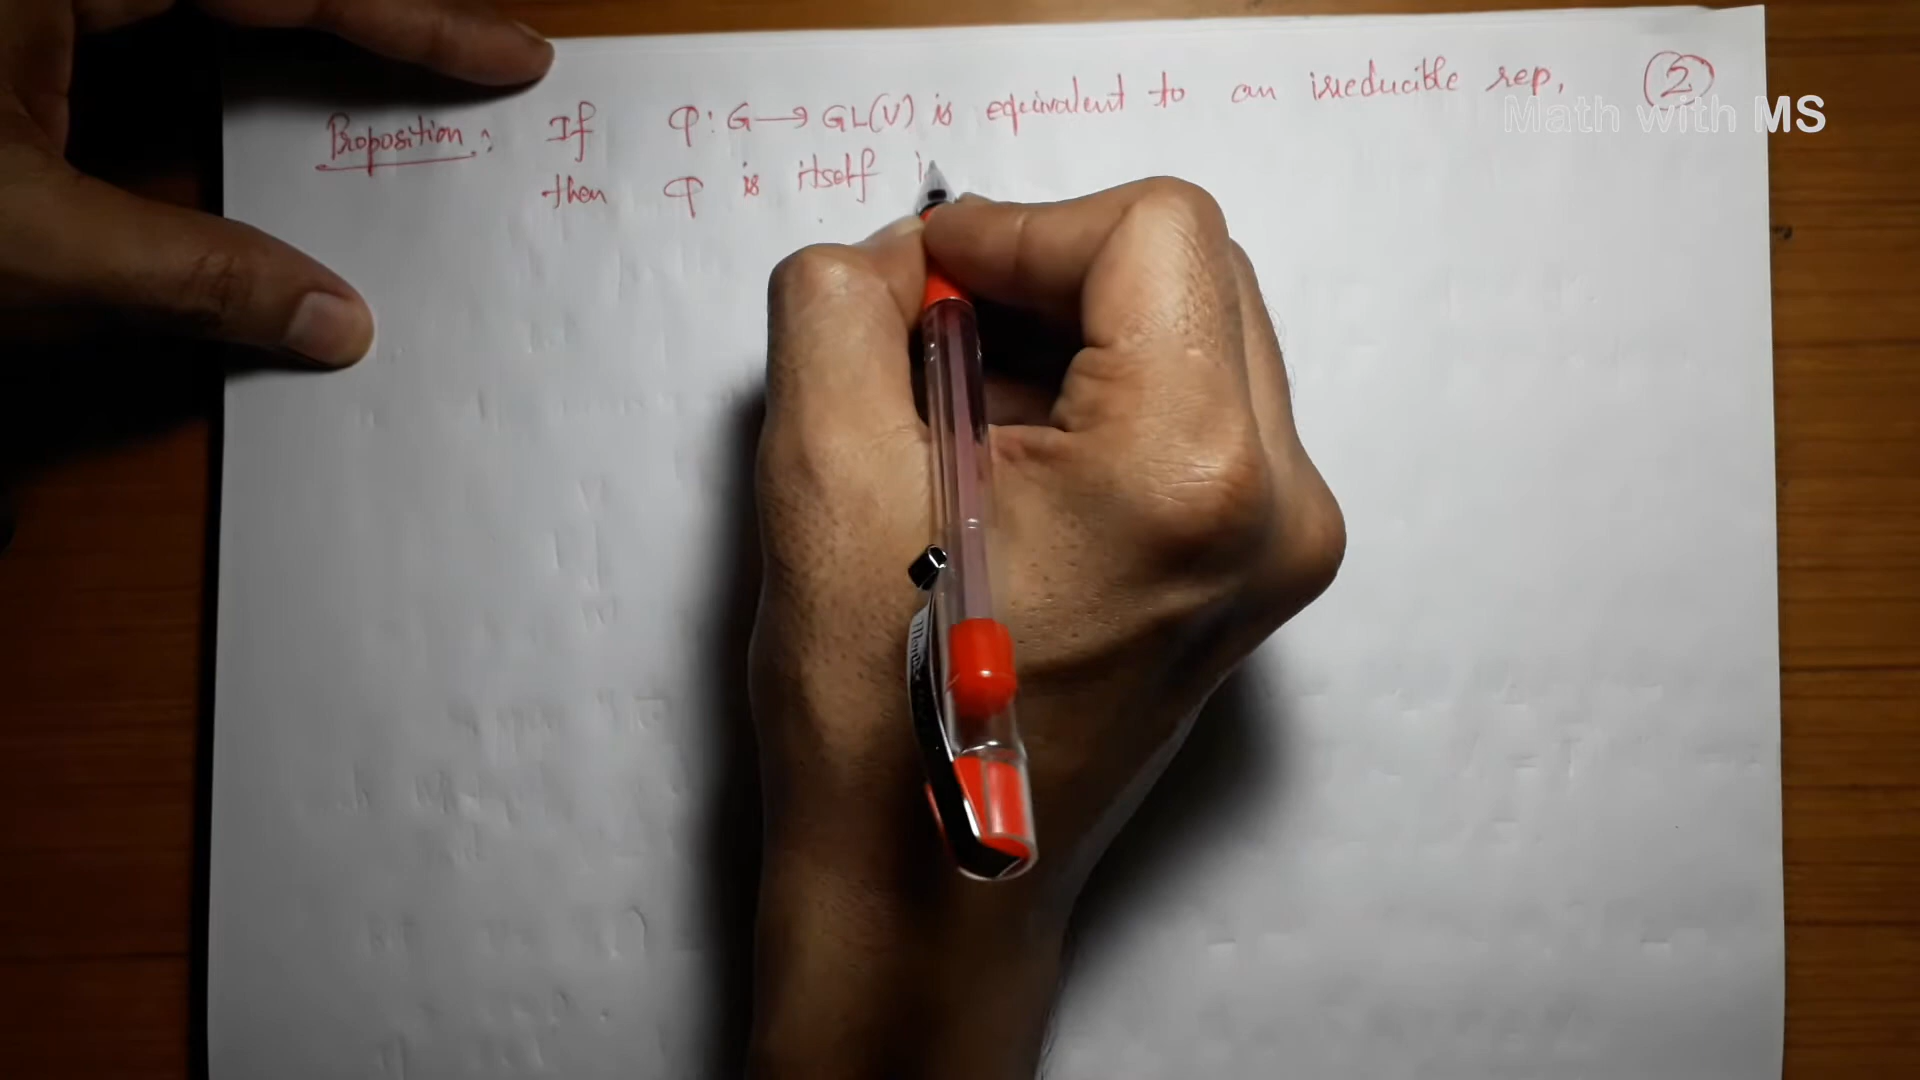 Proposition: If φ: G → GL(V) is equivalent to an irreducible rep, ②
Math with MS
then φ is itself i